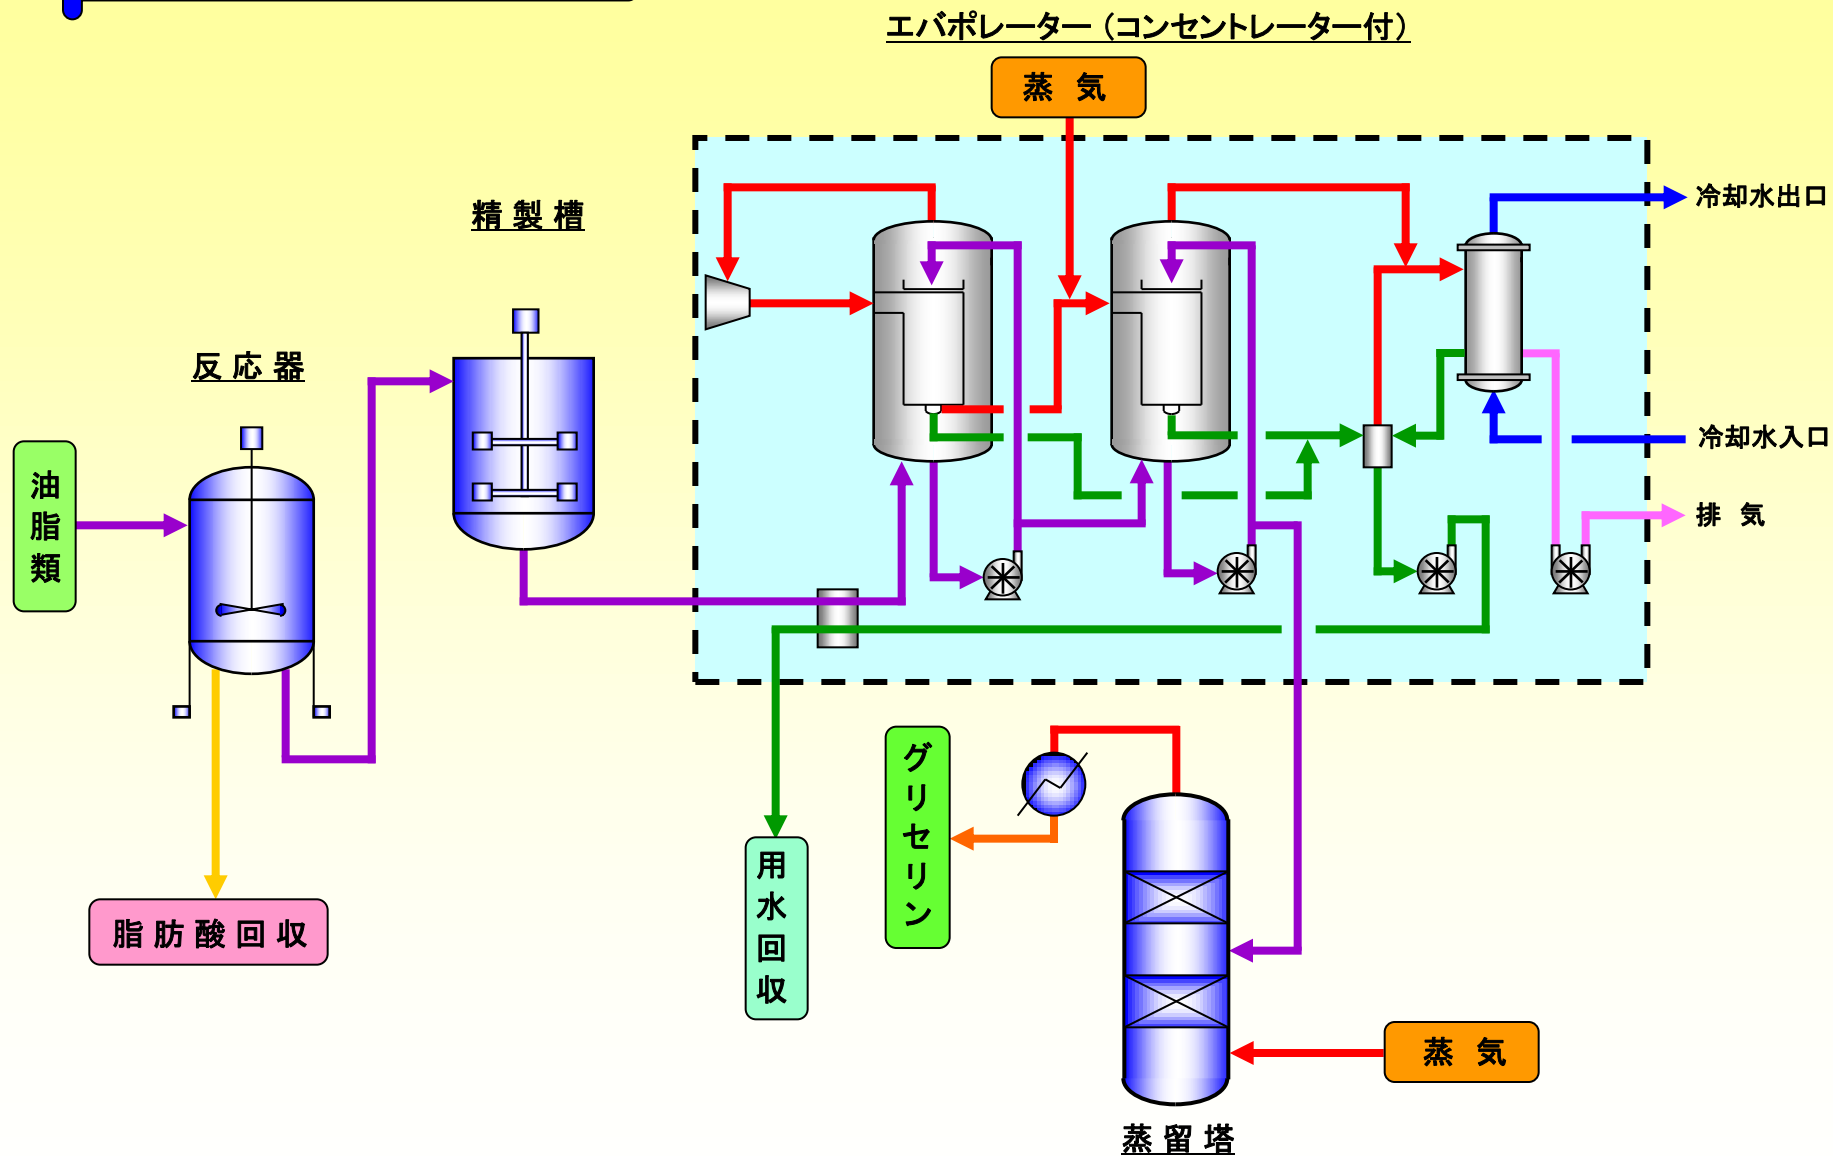 エバポレーター（コンセントレーター付）
蒸 気
冷却水出口
精 製 槽
反 応 器
冷却水入口
油脂類
排 気
グリセリン
用水回収
脂 肪 酸 回 収
蒸 気
蒸 留 塔